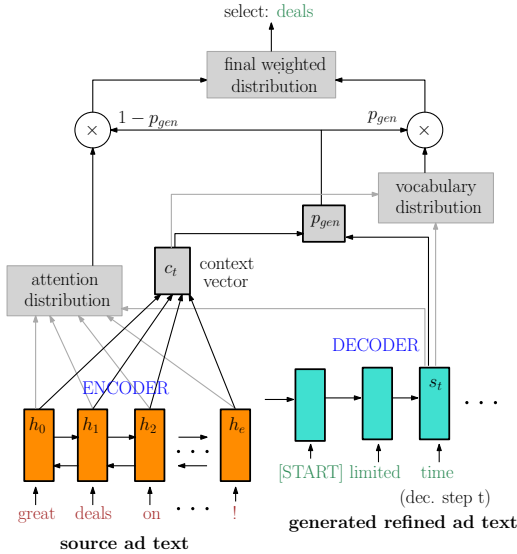 select: deals
final weighted
distribution
×
1 − p_gen
p_gen
×
vocabulary
distribution
p_gen
c_t
context
vector
attention
distribution
DECODER
ENCODER
s_t
. . .
h_0
h_1
h_2
. . .
h_e
[START] limited time
(dec. step t)
great deals on . . . !
generated refined ad text
source ad text